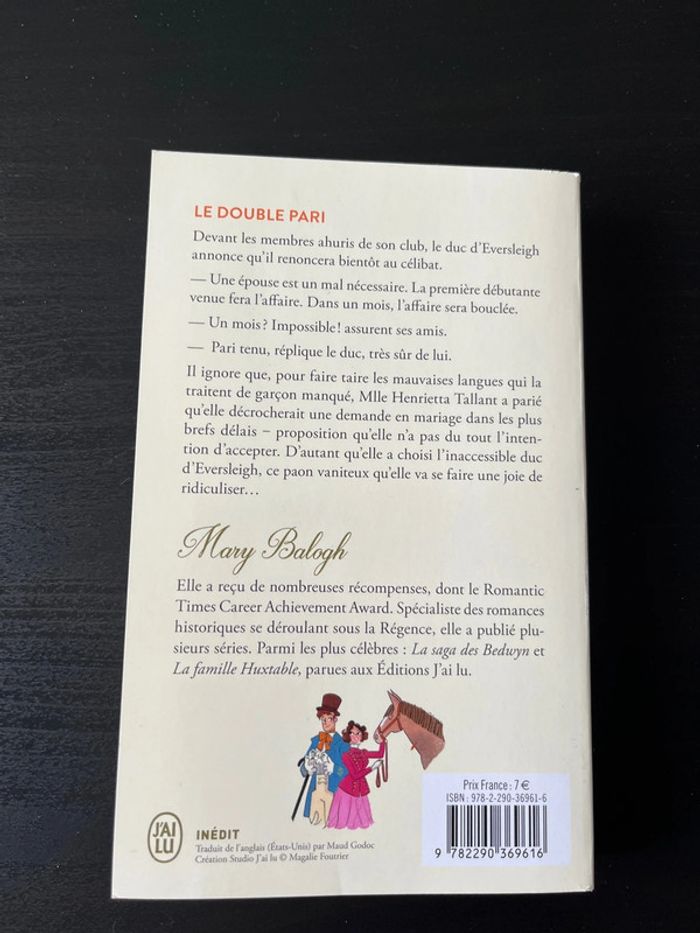 LE DOUBLE PARI
Devant les membres ahuris de son club, le duc d'Eversleigh
annonce qu'il renoncera bientôt au célibat.
— Une épouse est un mal nécessaire. La première débutante
venue fera l'affaire. Dans un mois, l'affaire sera bouclée.
— Un mois ? Impossible ! assurent ses amis.
— Pari tenu, réplique le duc, très sûr de lui.
Il ignore que, pour faire taire les mauvaises langues qui la
traitent de garçon manqué, Mlle Henrietta Tallant a parié
qu'elle décrocherait une demande en mariage dans les plus
brefs délais – proposition qu'elle n'a pas du tout l'inten-
tion d'accepter. D'autant qu'elle a choisi l'inaccessible duc
d'Eversleigh, ce paon vaniteux qu'elle va se faire une joie de
ridiculiser…
Mary Balogh
Elle a reçu de nombreuses récompenses, dont le Romantic
Times Career Achievement Award. Spécialiste des romances
historiques se déroulant sous la Régence, elle a publié plu-
sieurs séries. Parmi les plus célèbres : La saga des Bedwyn et
La famille Huxtable, parues aux Éditions J'ai lu.
J'AI
LU
INÉDIT
Traduit de l'anglais (États-Unis) par Maud Godoc
Création Studio J'ai lu © Magalie Foutrier
Prix France : 7 €
ISBN : 978-2-290-36961-6
9 782290 369616